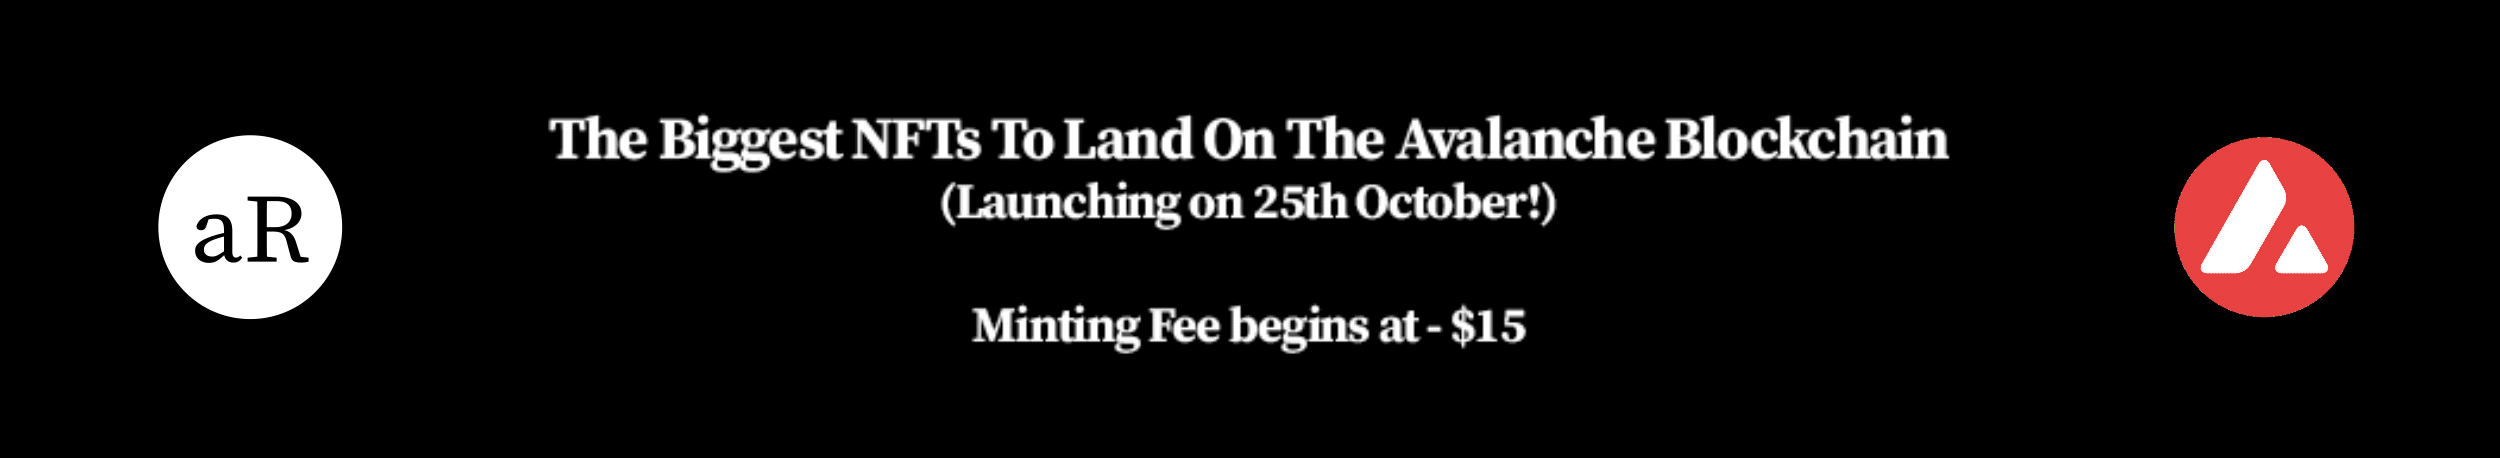 The Biggest NFTs To Land On The Avalanche Blockchain
(Launching on 25th October!)
aR
Minting Fee begins at - $15